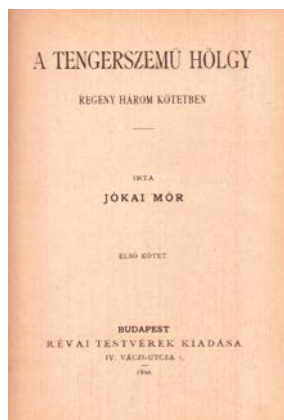 A TENGERSZEMŰ HÖLGY
REGÉNY HÁROM KÖTETBEN
IRTA
JÓKAI MÓR
ELSŐ KÖTET
BUDAPEST
RÉVAI TESTVÉREK KIADÁSA
IV. VÁCZI-UTCZA 1.